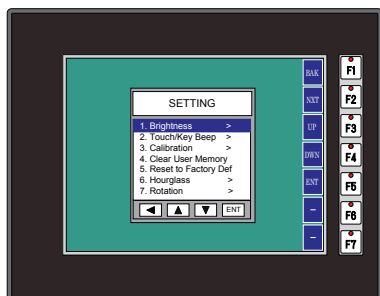 SETTING
1. Brightness >
2. Touch/Key Beep >
3. Calibration >
4. Clear User Memory
5. Reset to Factory Def
6. Hourglass >
7. Rotation >
ENT
BAK
NXT
UP
DWN
ENT
–
–
F1
F2
F3
F4
F5
F6
F7